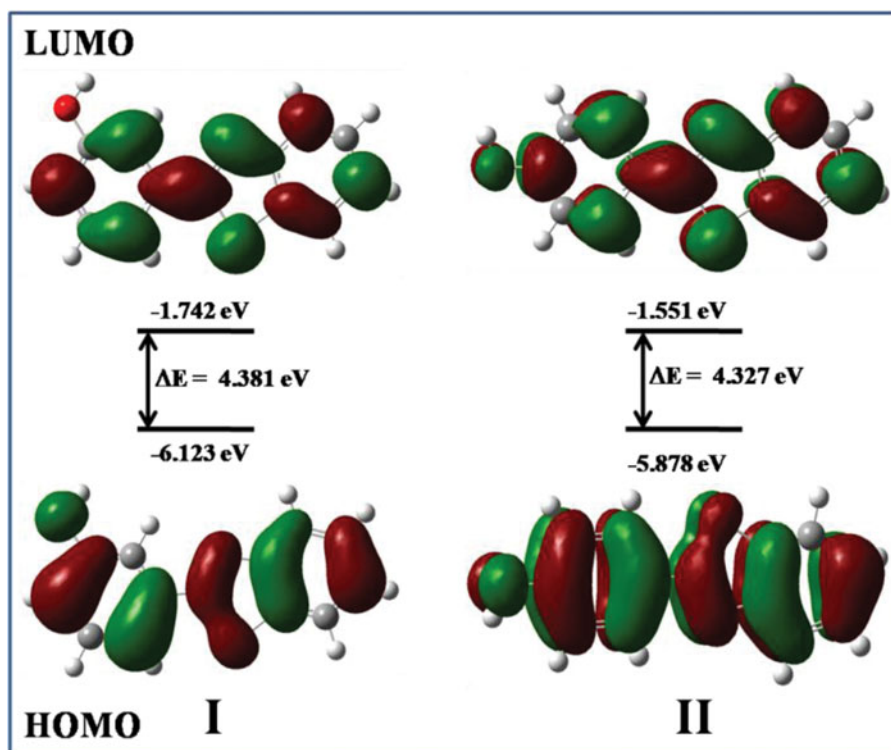 LUMO
-1.742 eV
ΔE = 4.381 eV
-6.123 eV
-1.551 eV
ΔE = 4.327 eV
-5.878 eV
HOMO
I
II